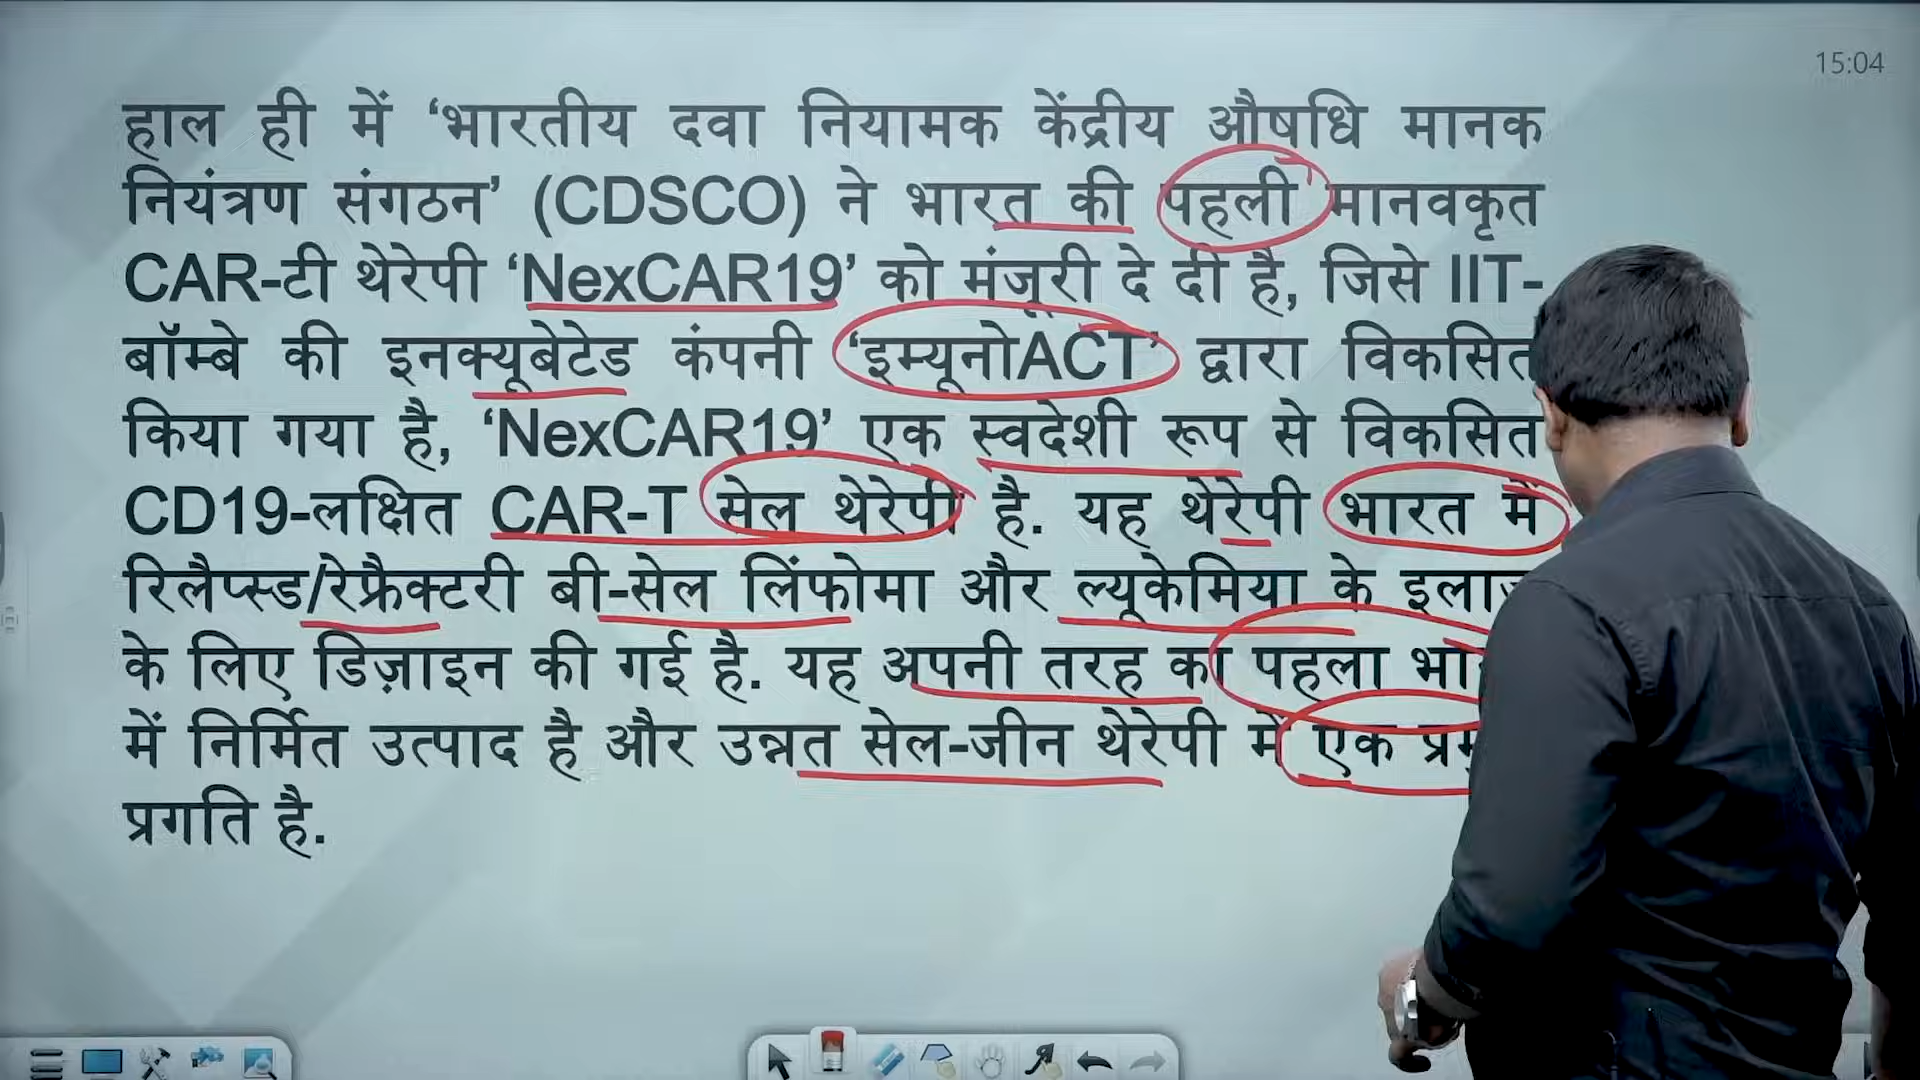 15:04
हाल ही में ‘भारतीय दवा नियामक केंद्रीय औषधि मानक
नियंत्रण संगठन’ (CDSCO) ने भारत की पहली मानवकृत
CAR-टी थेरेपी ‘NexCAR19’ को मंजूरी दे दी है, जिसे IIT-
बॉम्बे की इनक्यूबेटेड कंपनी ‘इम्यूनोACT’ द्वारा विकसित
किया गया है, ‘NexCAR19’ एक स्वदेशी रूप से विकसित
CD19-लक्षित CAR-T सेल थेरेपी है. यह थेरेपी भारत में
रिलैप्स्ड/रेफ्रैक्टरी बी-सेल लिंफोमा और ल्यूकेमिया के
के लिए डिज़ाइन की गई है. यह अपनी तरह का पहला
में निर्मित उत्पाद है और उन्नत सेल-जीन थेरेपी में एक
प्रगति है.